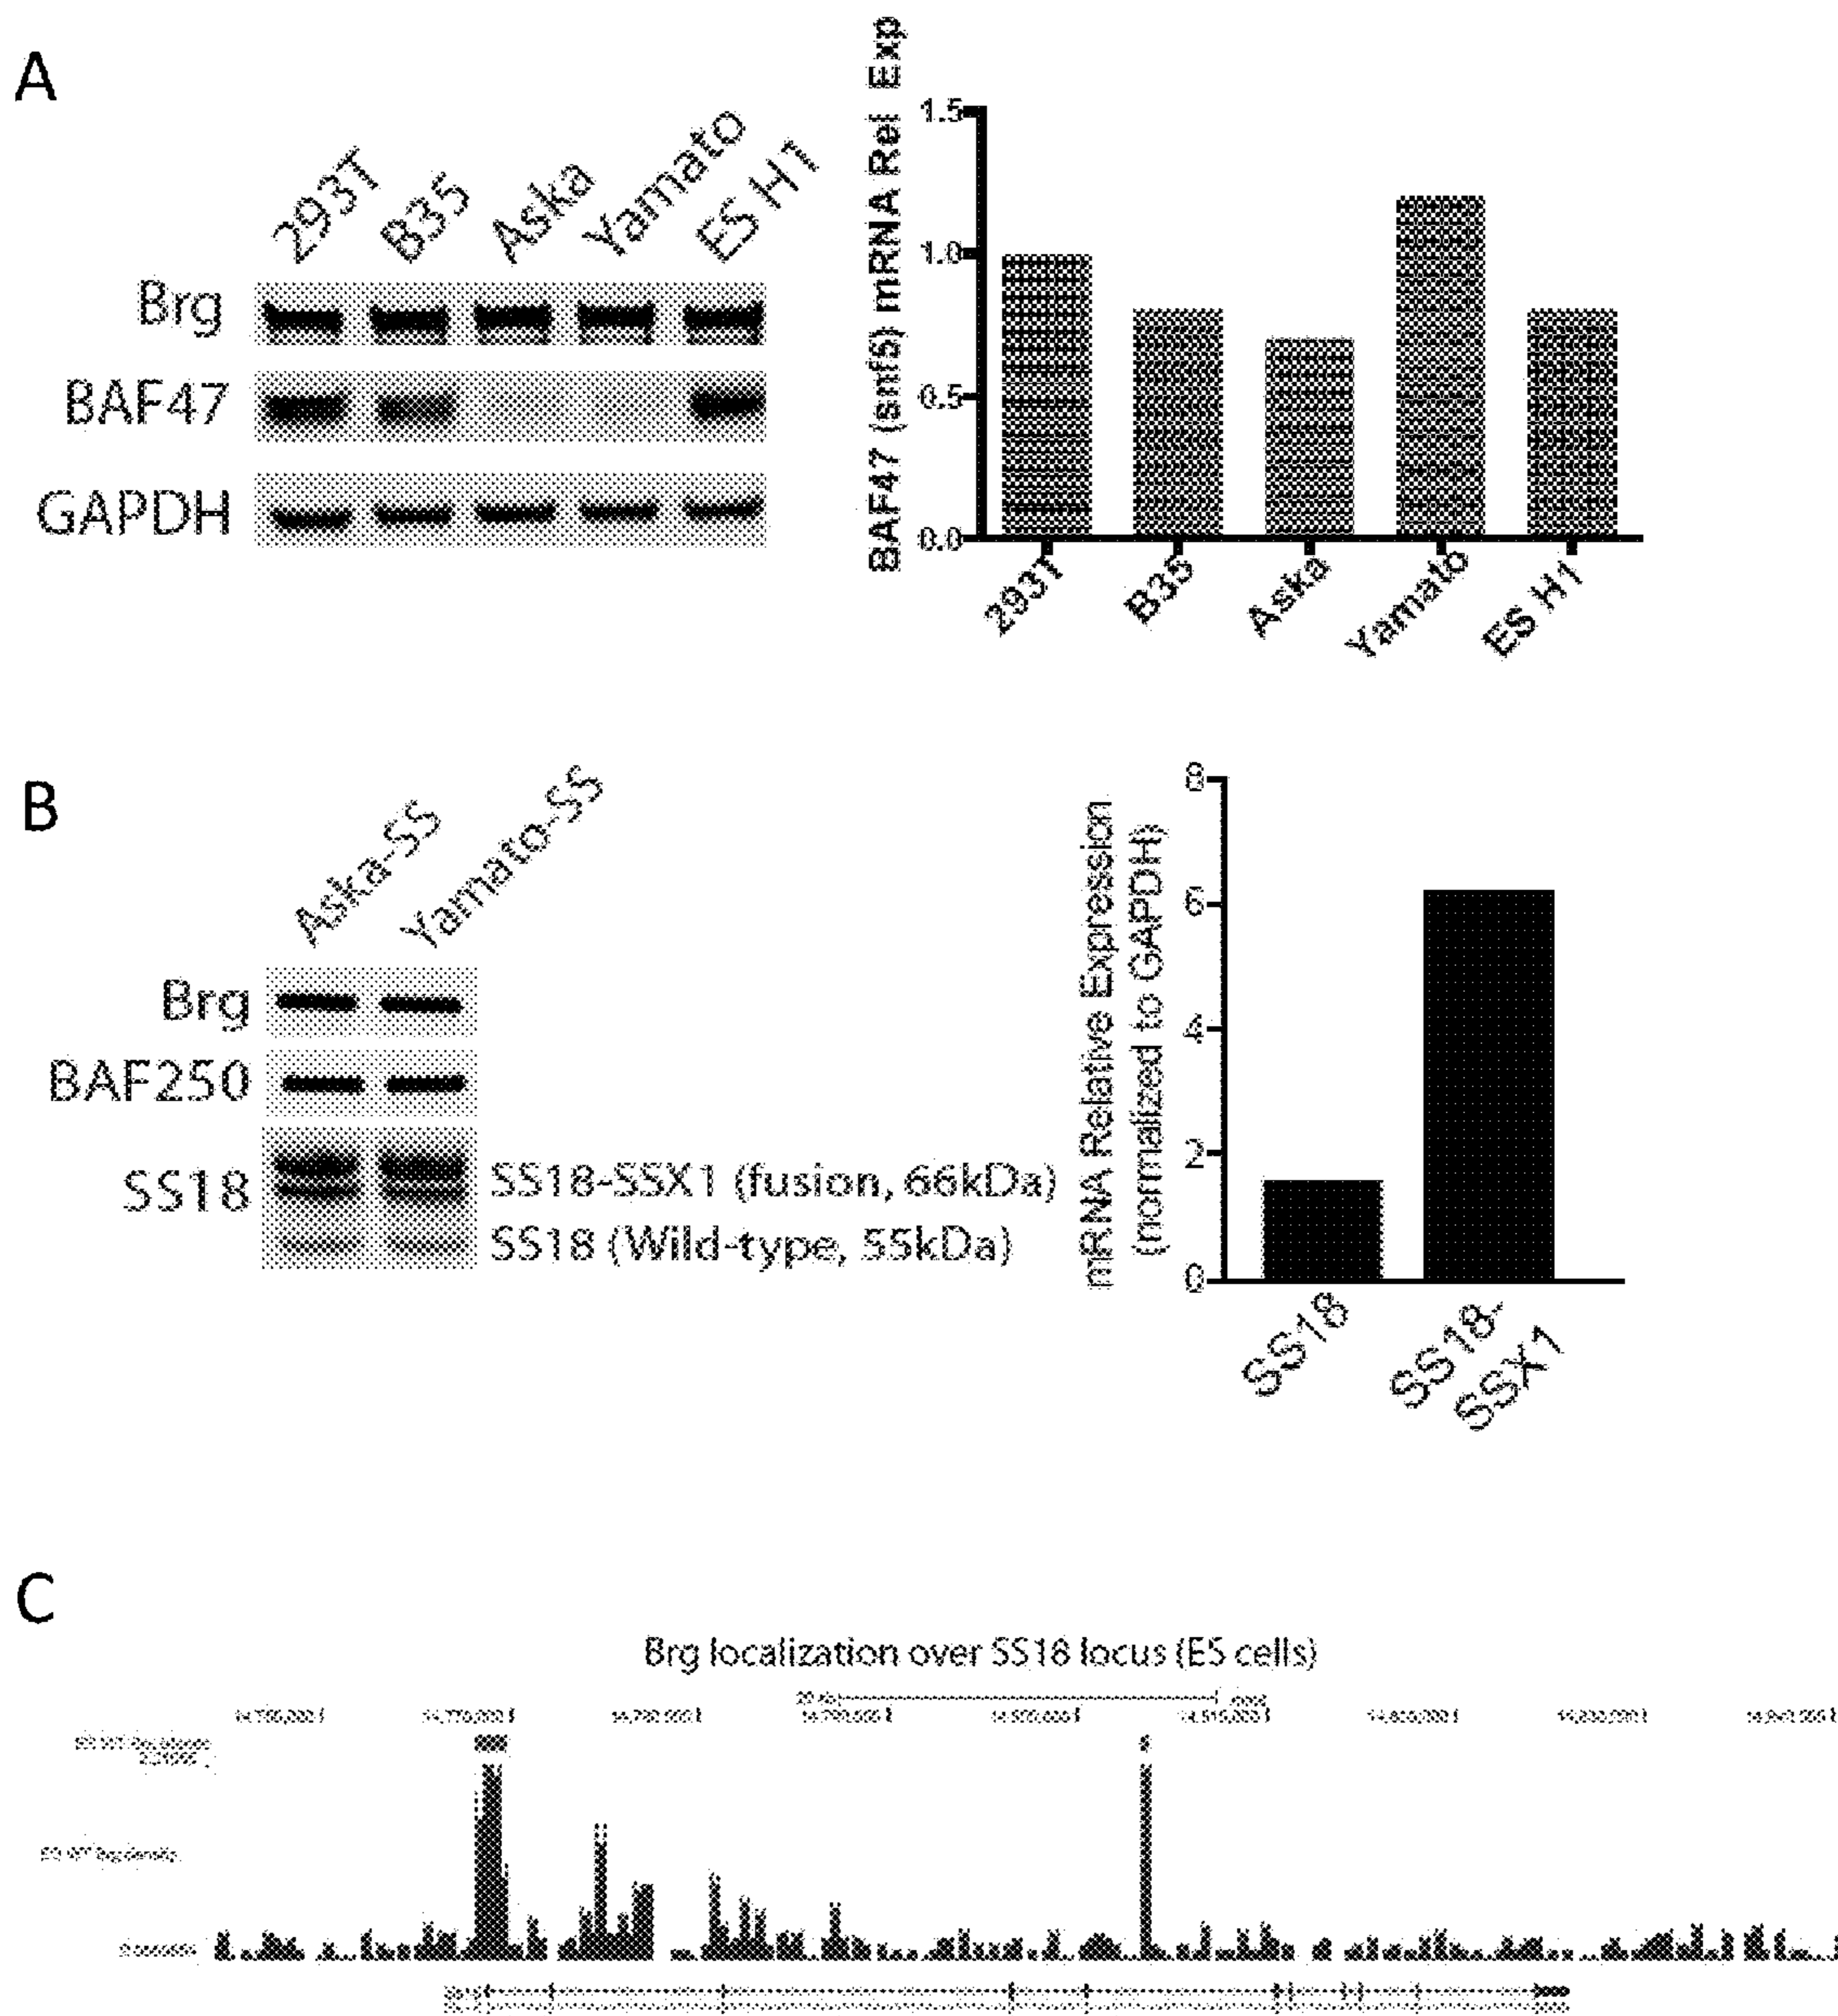 A
293T
B35
Aska
Yamato
ES H1
Brg
BAF47
GAPDH
BAF47 (snf5) mRNA Rel Exp
1.5
1.0
0.5
0.0
293T
B35
Aska
Yamato
ES H1
B
Aska-SS
Yamato-SS
Brg
BAF250
SS18
SS18-SSX1 (fusion, 66kDa)
SS18 (Wild-type, 55kDa)
mRNA Relative Expression
(normalized to GAPDH)
8
6
4
2
0
SS18
SS18-
SSX1
C
Brg localization over SS18 locus (ES cells)